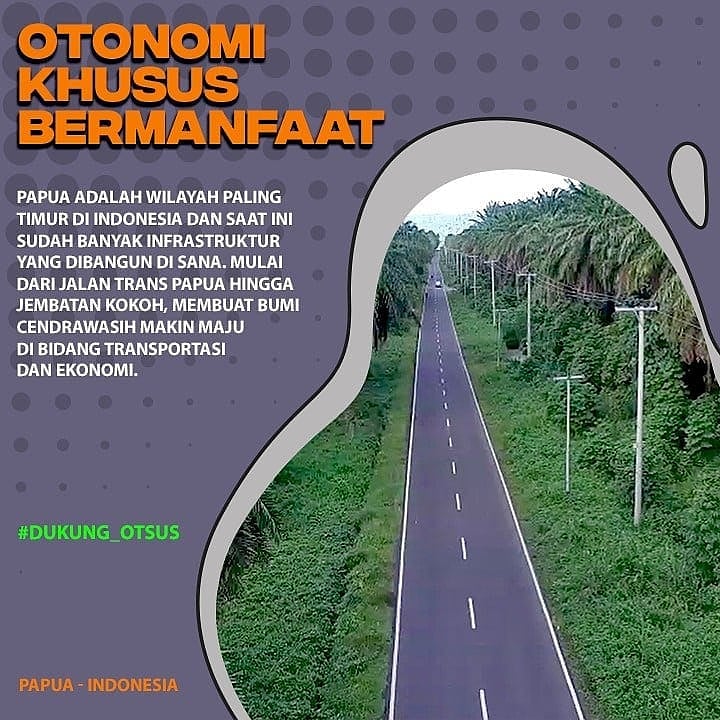 OTONOMI
KHUSUS
BERMANFAAT
PAPUA ADALAH WILAYAH PALING
TIMUR DI INDONESIA DAN SAAT INI
SUDAH BANYAK INFRASTRUKTUR
YANG DIBANGUN DI SANA. MULAI
DARI JALAN TRANS PAPUA HINGGA
JEMBATAN KOKOH, MEMBUAT BUMI
CENDRAWASIH MAKIN MAJU
DI BIDANG TRANSPORTASI
DAN EKONOMI.
#DUKUNG_OTSUS
PAPUA - INDONESIA